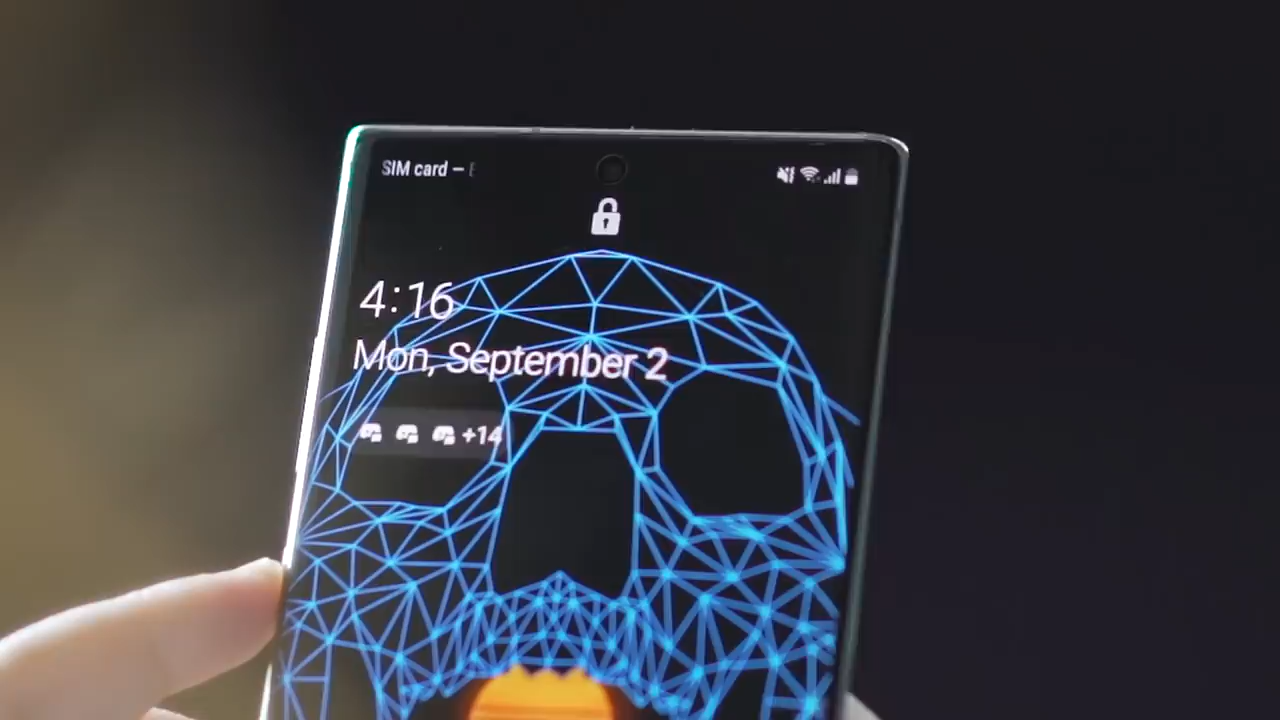 SIM card –
4:16
Mon, September 2
+14